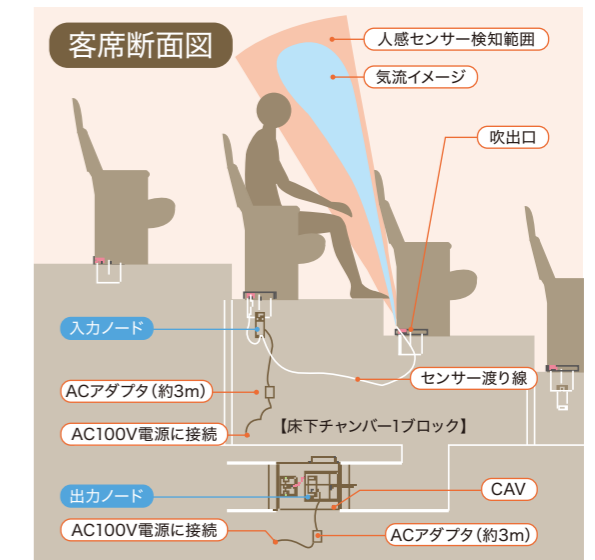 客席断面図
人感センサー検知範囲
気流イメージ
吹出口
入力ノード
センサー渡り線
ACアダプタ(約3m)
【床下チャンバー1ブロック】
AC100V電源に接続
出力ノード
CAV
AC100V電源に接続
ACアダプタ(約3m)